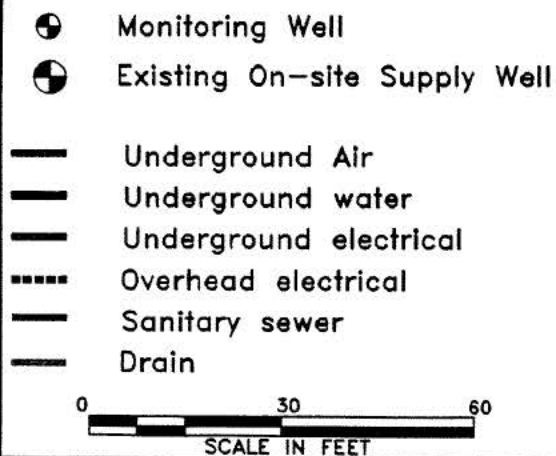 Monitoring Well
Existing On-site Supply Well
Underground Air
Underground water
Underground electrical
Overhead electrical
Sanitary sewer
Drain
0 30 60
SCALE IN FEET